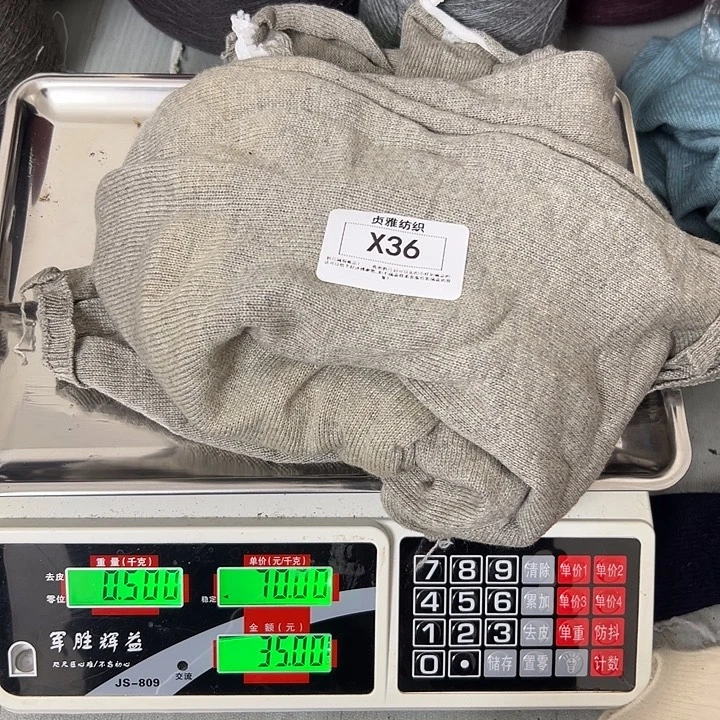 贞雅纺织
X36
重量(千克)
单价(元/千克)
去皮
零位
0.500
稳定
70.00
金额(元)
35.00
军胜辉益
JS-809
交流
7 8 9 清除 单价1 单价2
4 5 6 累加 单价3 单价4
1 2 3 去皮 单重 防抖
0 • 储存 置零 计数